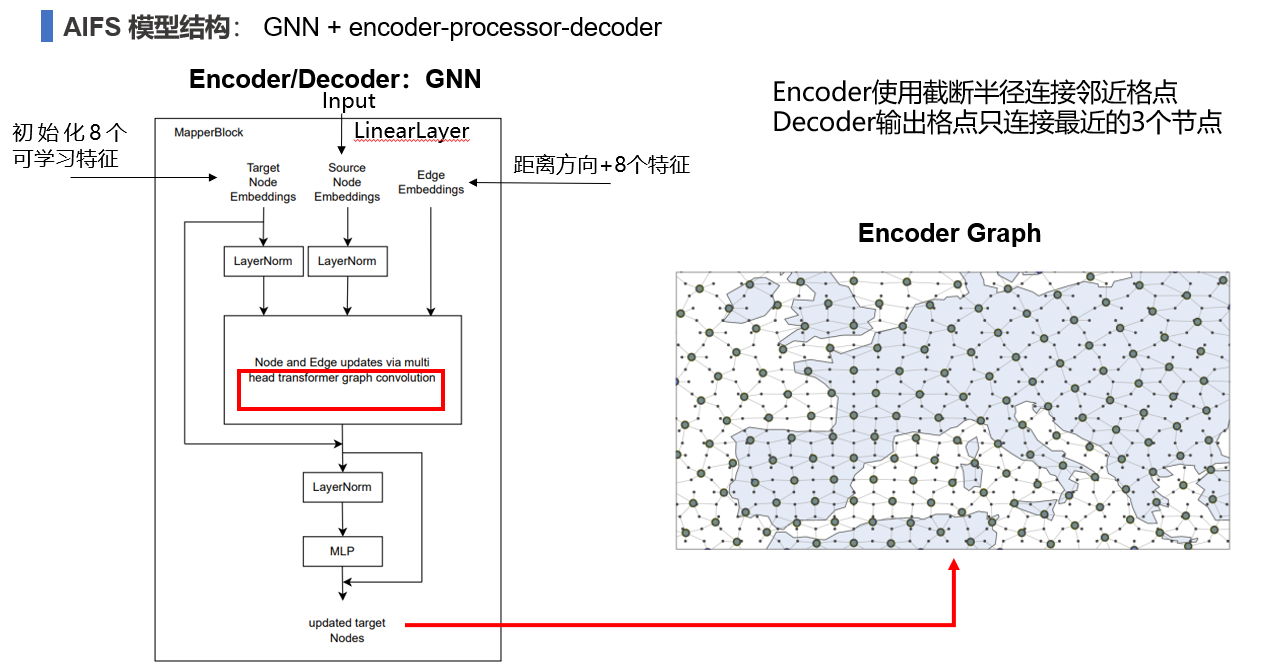 AIFS 模型结构： GNN + encoder-processor-decoder
Encoder/Decoder：GNN
Input
MapperBlock
LinearLayer
初始化8个
可学习特征
Target
Node
Embeddings
Source
Node
Embeddings
Edge
Embeddings
距离方向+8个特征
LayerNorm
LayerNorm
Node and Edge updates via multi
head transformer graph convolution
LayerNorm
MLP
updated target
Nodes
Encoder使用截断半径连接邻近格点
Decoder输出格点只连接最近的3个节点
Encoder Graph